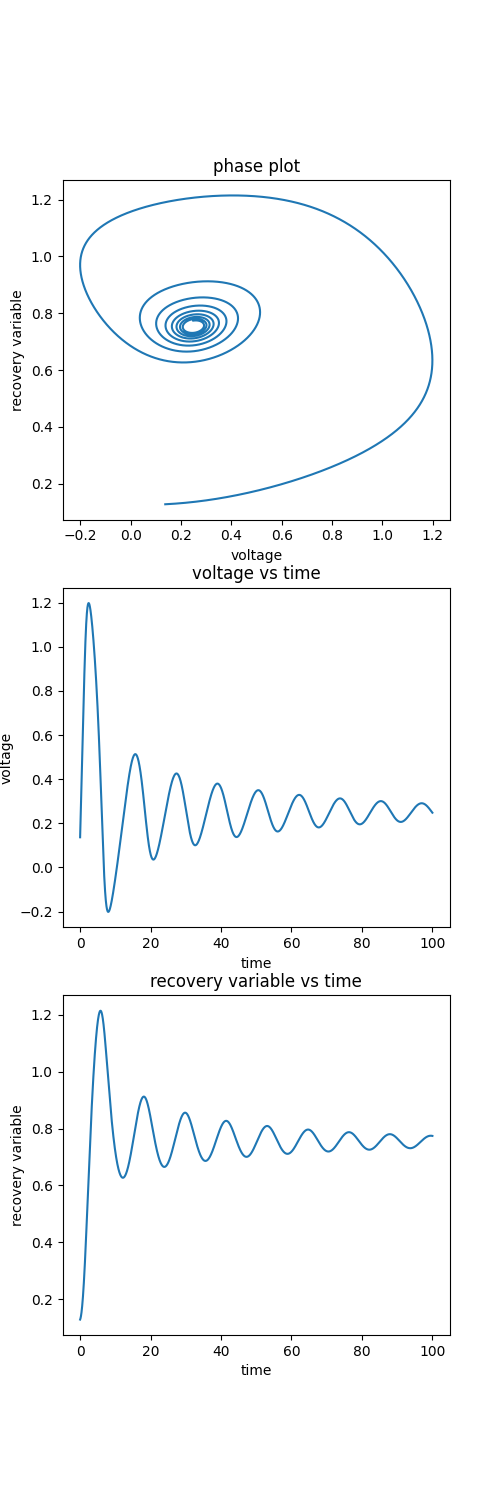 phase plot
1.2
1.0
0.8
0.6
0.4
0.2
recovery variable
−0.2 0.0 0.2 0.4 0.6 0.8 1.0 1.2
voltage
voltage vs time
1.2
1.0
0.8
0.6
0.4
0.2
0.0
−0.2
voltage
0 20 40 60 80 100
time
recovery variable vs time
1.2
1.0
0.8
0.6
0.4
0.2
recovery variable
0 20 40 60 80 100
time